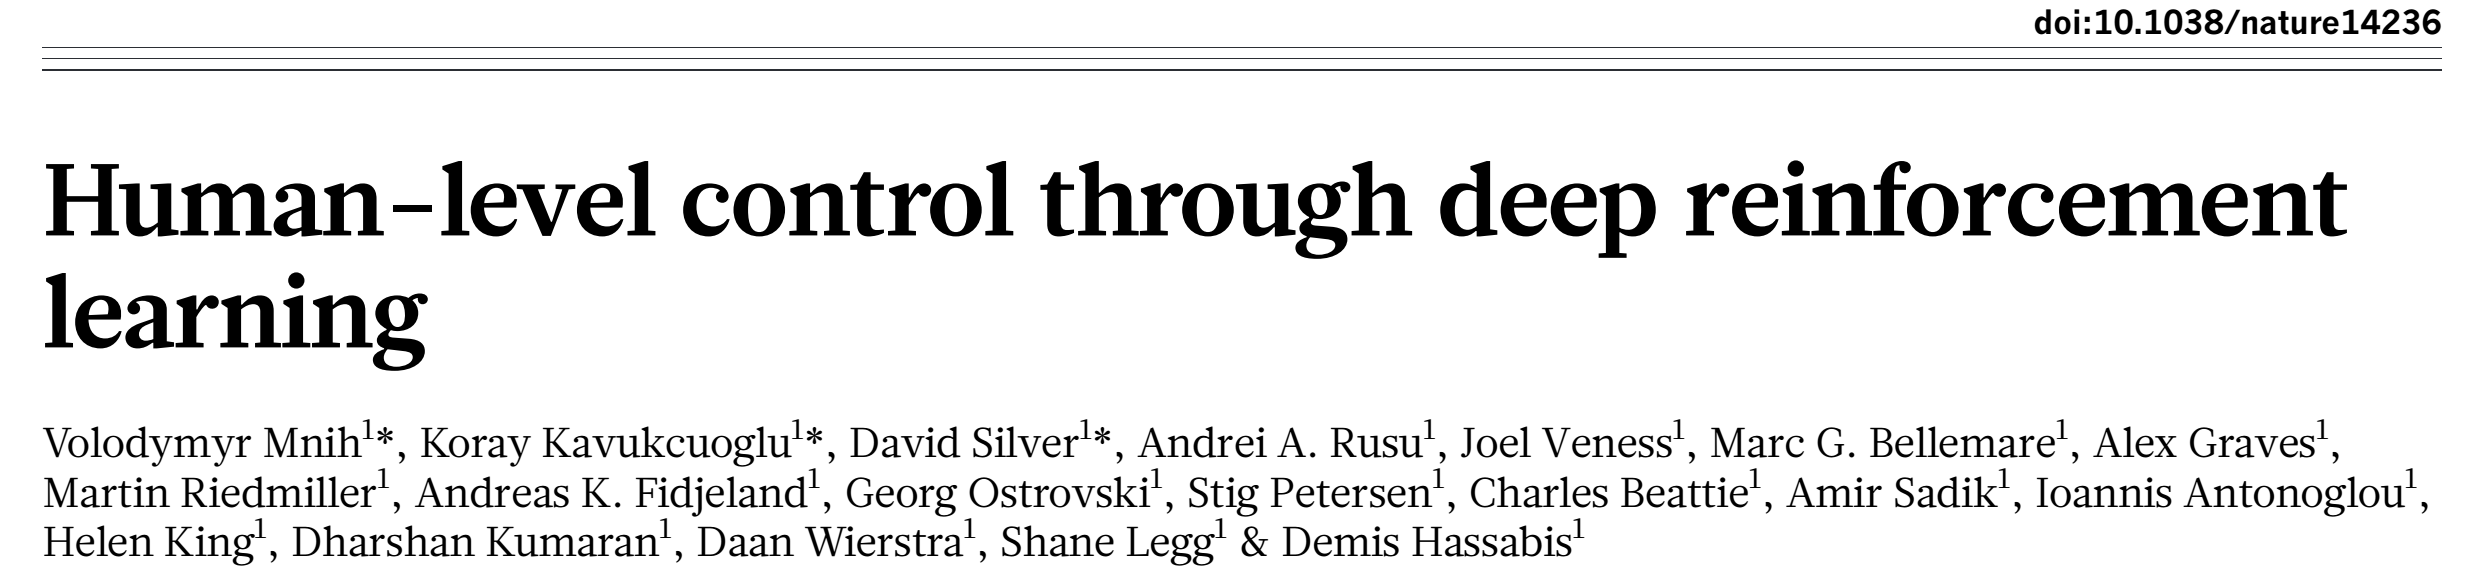 doi:10.1038/nature14236
Human-level control through deep reinforcement
learning
Volodymyr Mnih¹*, Koray Kavukcuoglu¹*, David Silver¹*, Andrei A. Rusu¹, Joel Veness¹, Marc G. Bellemare¹, Alex Graves¹,
Martin Riedmiller¹, Andreas K. Fidjeland¹, Georg Ostrovski¹, Stig Petersen¹, Charles Beattie¹, Amir Sadik¹, Ioannis Antonoglou¹,
Helen King¹, Dharshan Kumaran¹, Daan Wierstra¹, Shane Legg¹ & Demis Hassabis¹